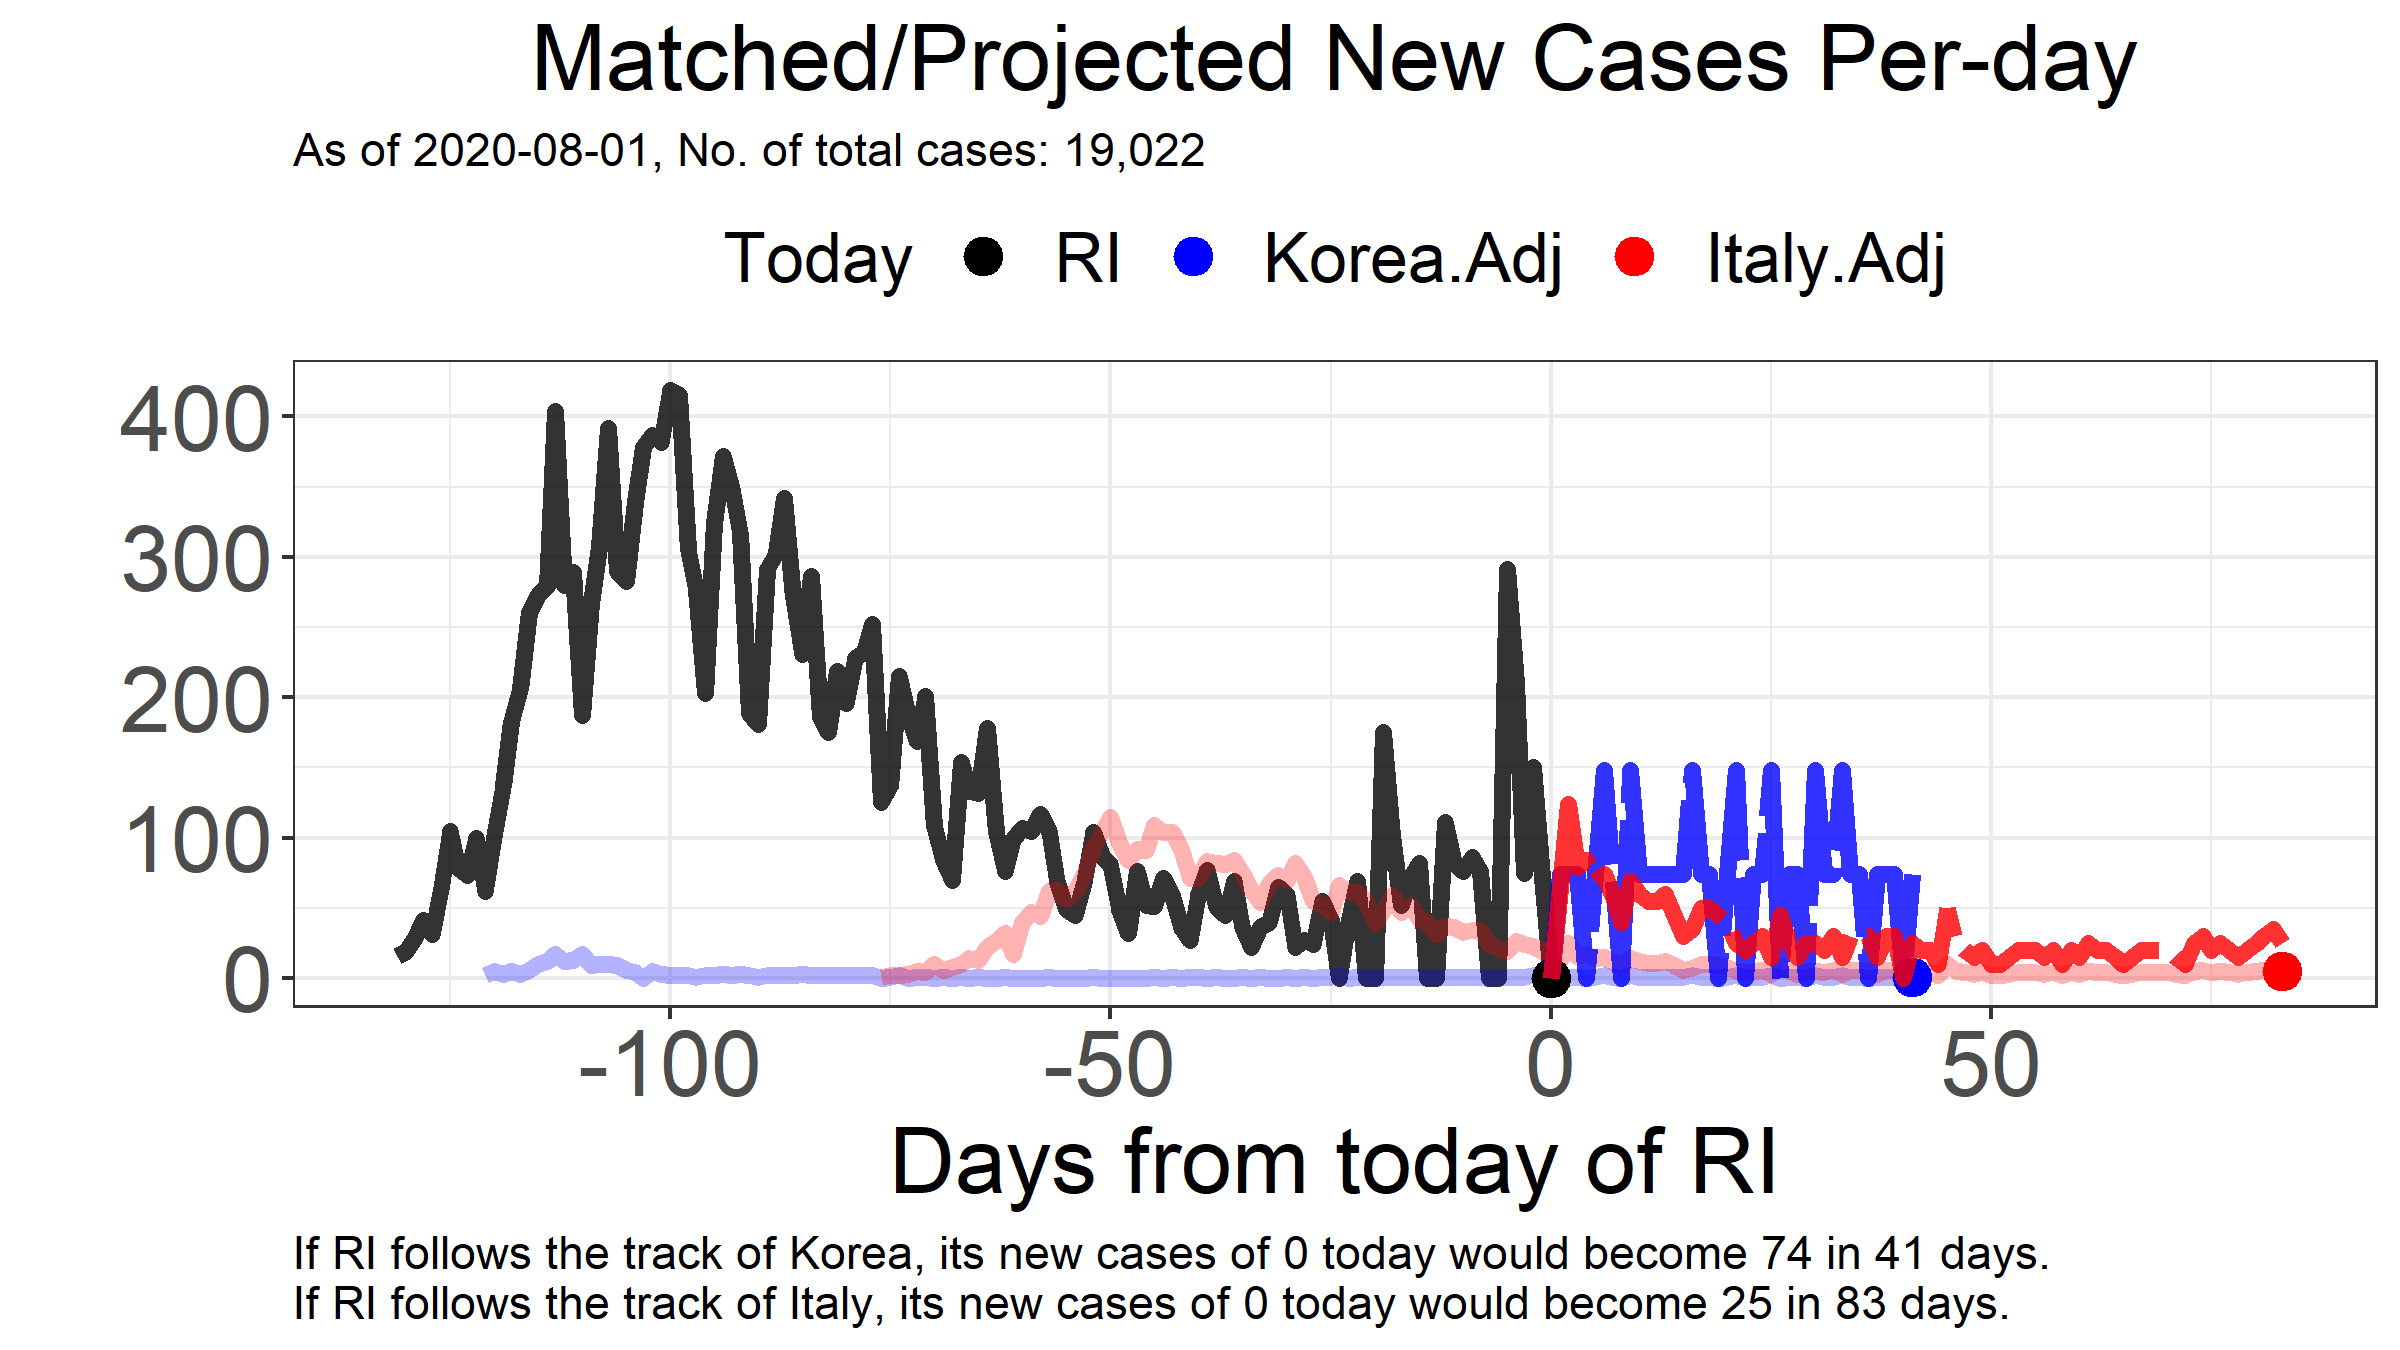 Matched/Projected New Cases Per-day
As of 2020-08-01, No. of total cases: 19,022
Today RI Korea.Adj Italy.Adj
400
300
200
100
0
-100 -50 0 50
Days from today of RI
If RI follows the track of Korea, its new cases of 0 today would become 74 in 41 days.
If RI follows the track of Italy, its new cases of 0 today would become 25 in 83 days.